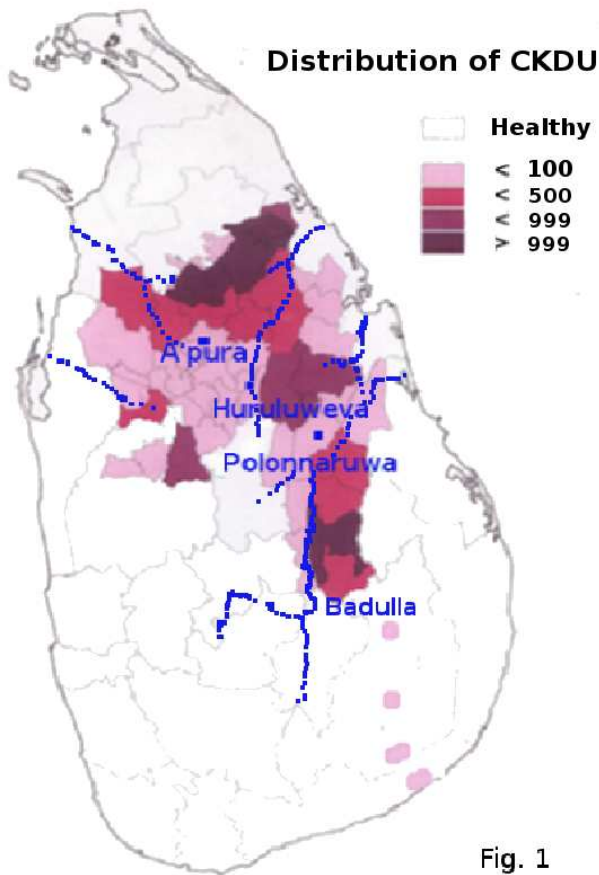 Distribution of CKDU
Healthy
< 100
< 500
≤ 999
> 999
A'pura
Huruluweva
Polonnaruwa
Badulla
Fig. 1